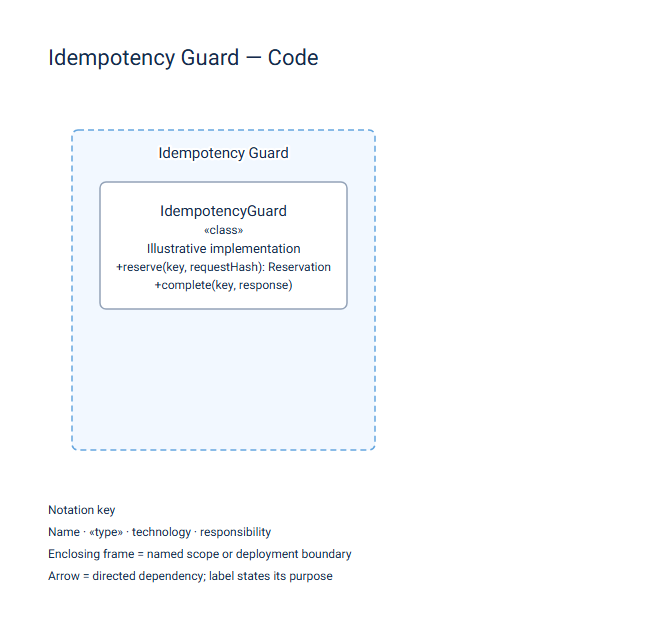 Idempotency Guard — Code
Idempotency Guard
IdempotencyGuard
«class»
Illustrative implementation
+reserve(key, requestHash): Reservation
+complete(key, response)
Notation key
Name · «type» · technology · responsibility
Enclosing frame = named scope or deployment boundary
Arrow = directed dependency; label states its purpose